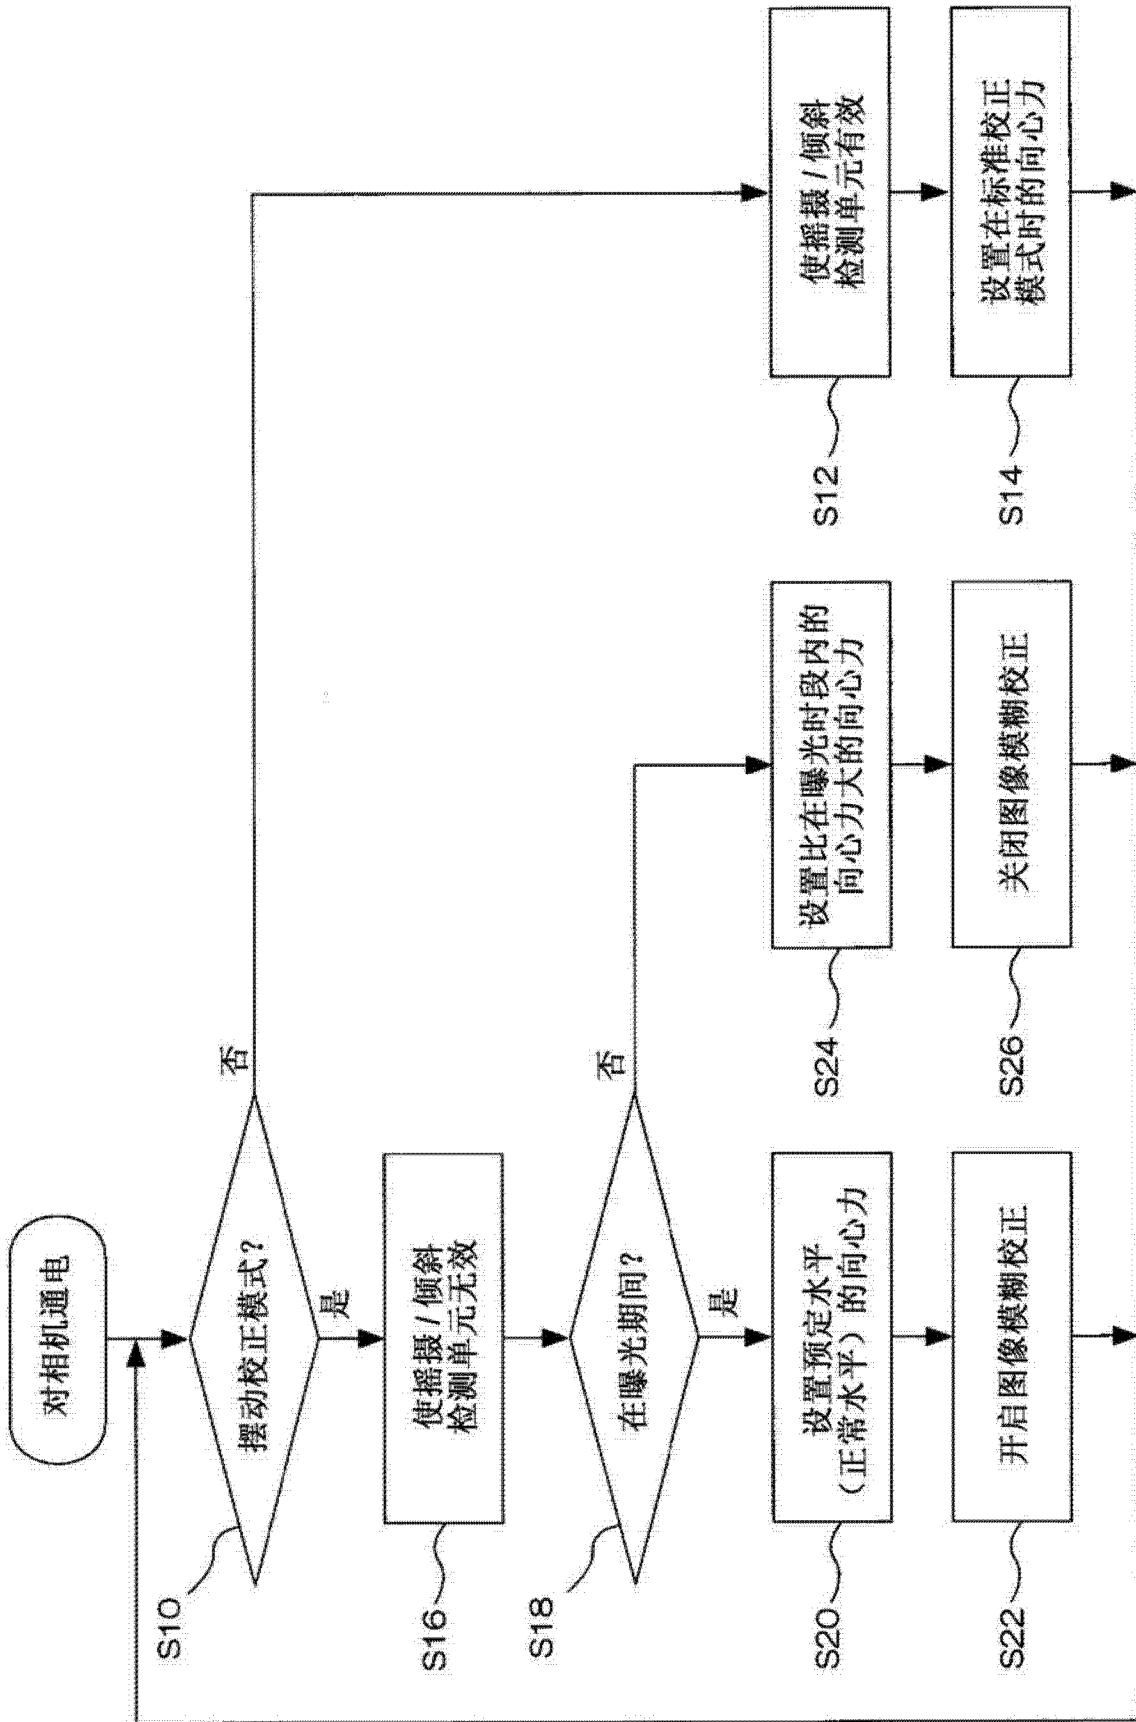 对相机通电
S10
摆动校正模式？
否
是
S16
使摇摄/倾斜
检测单元无效
S18
在曝光期间？
否
是
S20
设置预定水平
（正常水平）的向心力
S22
开启图像模糊校正
S24
设置比在曝光时段内的
向心力大的向心力
S26
关闭图像模糊校正
S12
使摇摄/倾斜
检测单元有效
S14
设置在标准校正
模式时的向心力